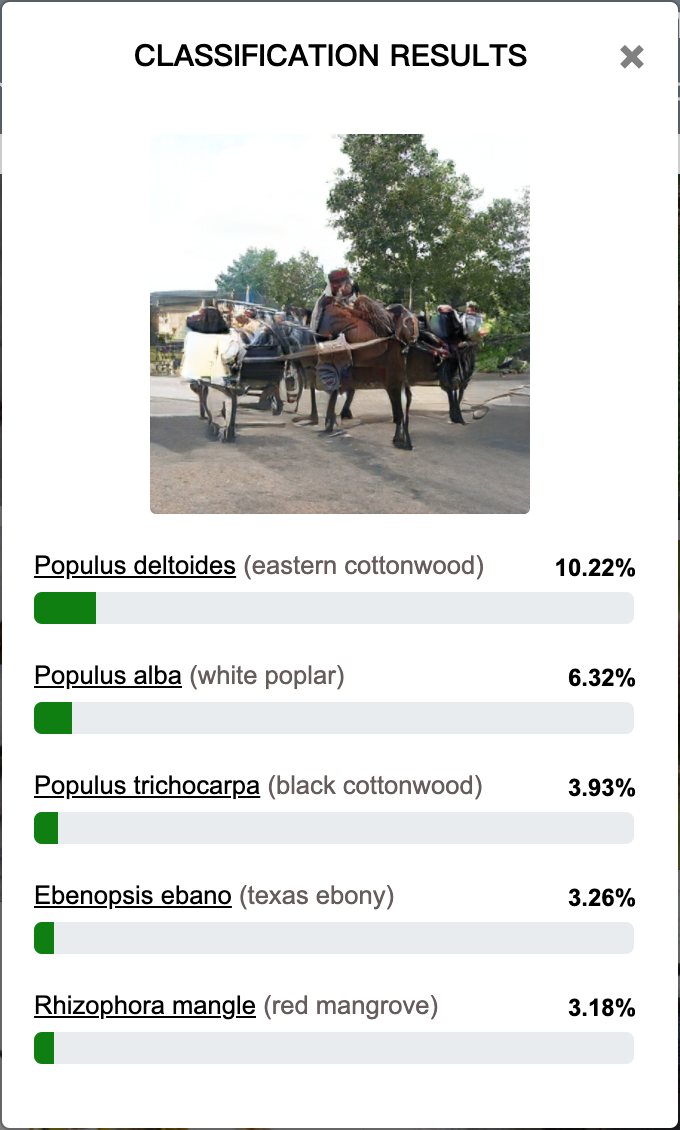 CLASSIFICATION RESULTS
Populus deltoides (eastern cottonwood) 10.22%
Populus alba (white poplar) 6.32%
Populus trichocarpa (black cottonwood) 3.93%
Ebenopsis ebano (texas ebony) 3.26%
Rhizophora mangle (red mangrove) 3.18%